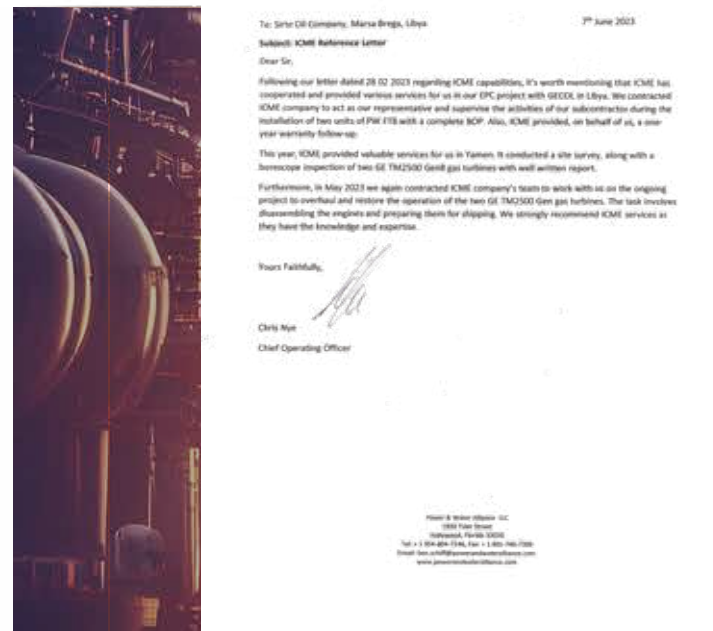 To: Sirte Oil Company, Marsa Brega, Libya
7th June 2023
Subject: ICME Reference Letter
Dear Sir,
Following our letter dated 28 02 2023 regarding ICME capabilities, it's worth mentioning that ICME has
cooperated and provided various services for us in our EPC project with GECOL in Libya. We contracted
ICME company to act as our representative and supervise the activities of our subcontractor during the
installation of two units of PW FT8 with a complete BOP. Also, ICME provided, on behalf of us, a one-
year warranty follow-up.
This year, ICME provided valuable services for us in Yamen. It conducted a site survey, along with a
borescope inspection of two GE TM2500 Gen8 gas turbines with well written report.
Furthermore, in May 2023 we again contracted ICME company's team to work with us on the ongoing
project to overhaul and restore the operation of the two GE TM2500 Gen gas turbines. The task involves
disassembling the engines and preparing them for shipping. We strongly recommend ICME services as
they have the knowledge and expertise.
Yours Faithfully,
Chris Nye
Chief Operating Officer
Power & Water Alliance LLC
Hollywood, Florida
www.powerandwateralliance.com